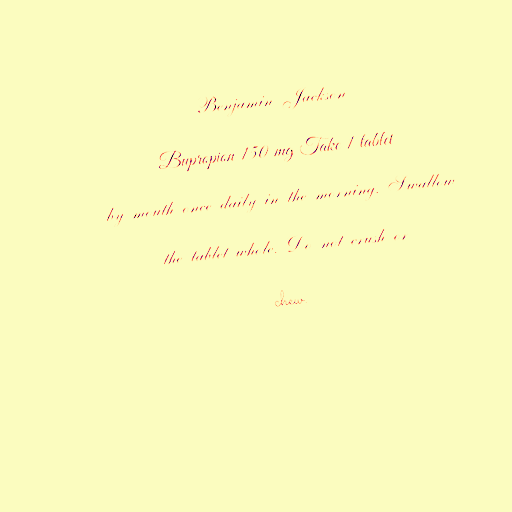 Benjamin Jackson
Bupropion 150 mg Take 1 tablet
by mouth once daily in the morning. Swallow
the tablet whole. Do not crush or
chew.